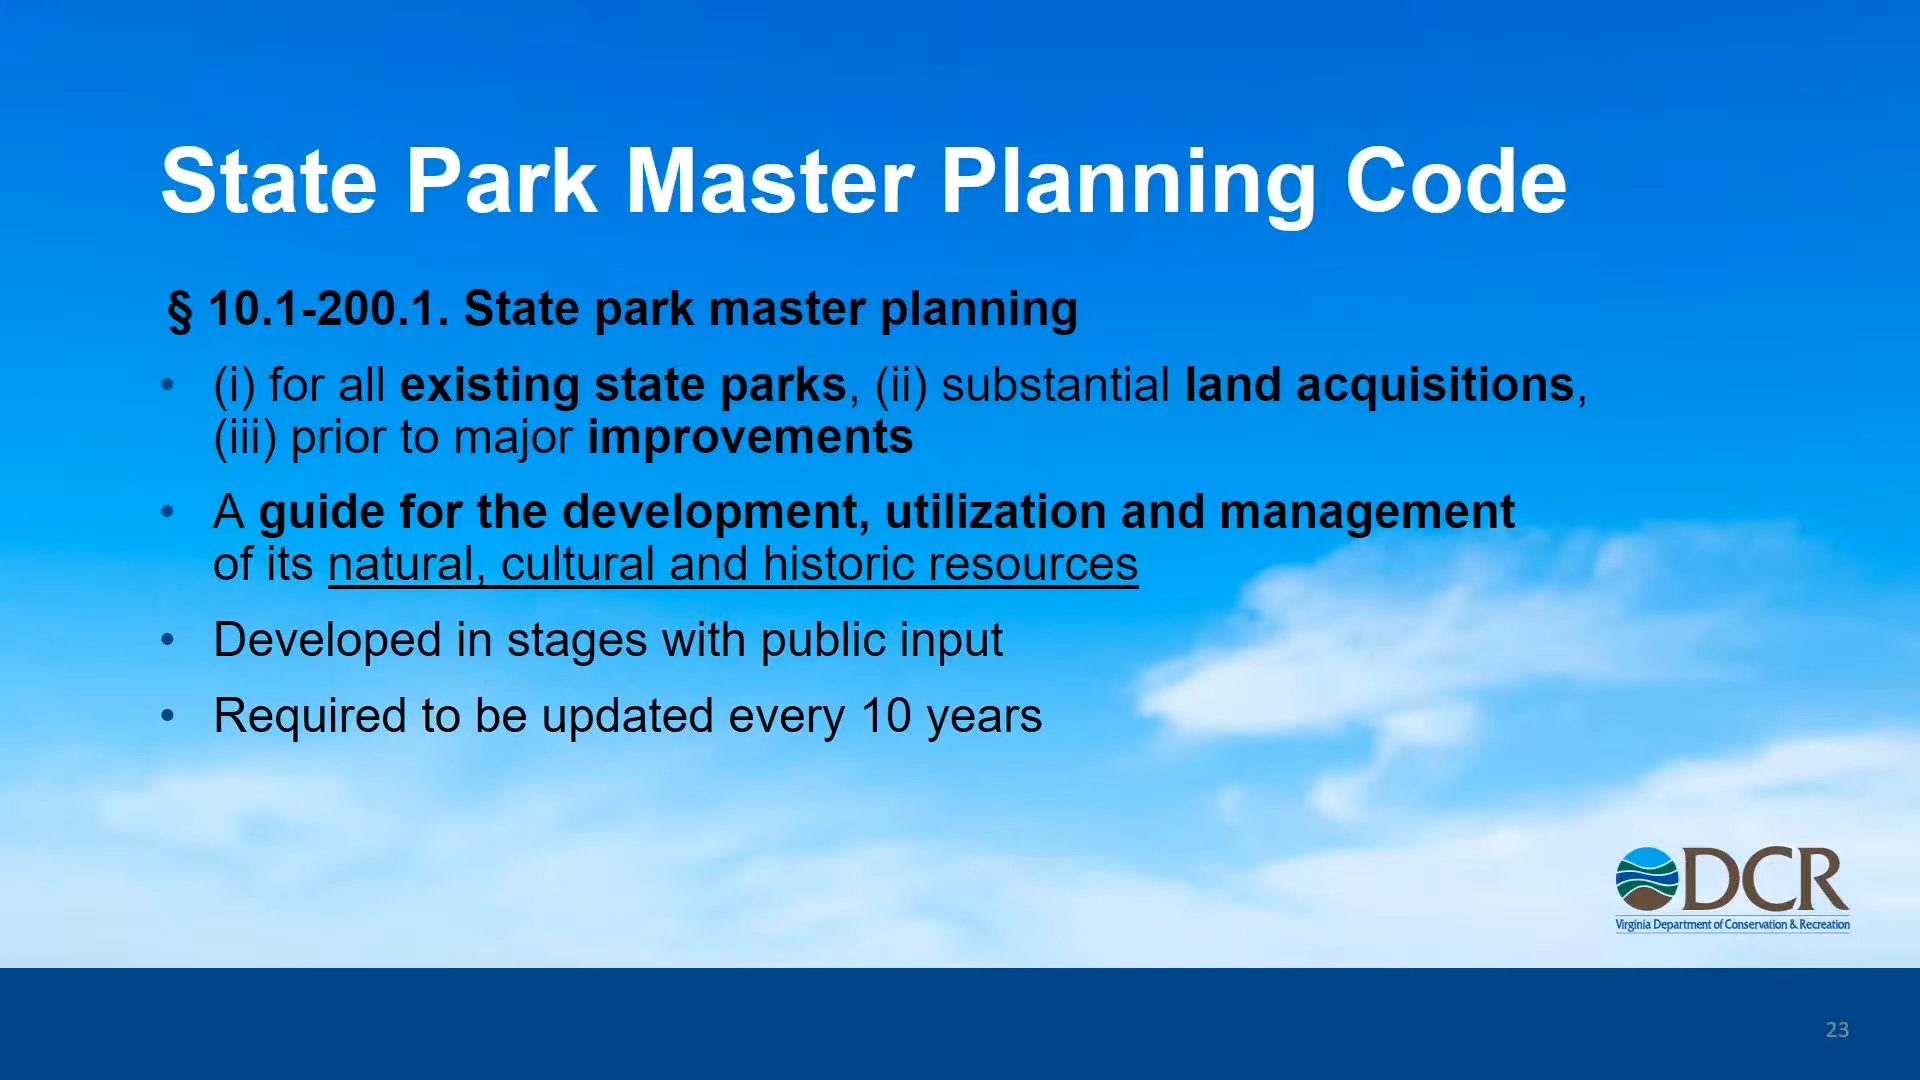 State Park Master Planning Code
§ 10.1-200.1. State park master planning
• (i) for all existing state parks, (ii) substantial land acquisitions,
(iii) prior to major improvements
• A guide for the development, utilization and management
of its natural, cultural and historic resources
• Developed in stages with public input
• Required to be updated every 10 years
DCR
Virginia Department of Conservation & Recreation
23